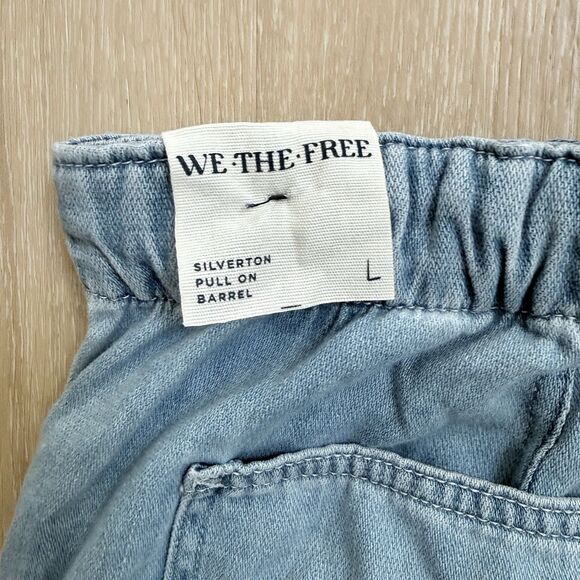 WE·THE·FREE
SILVERTON
PULL ON
BARREL
L